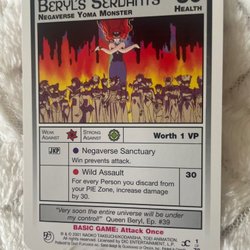 BERYL'S SERVANTS
NEGAVERSE YOMA MONSTER
HEALTH
WEAK AGAINST
STRONG AGAINST
Worth 1 VP
JKP
Negaverse Sanctuary
Win prevents attack.
Wild Assault
30
For every Person you discard from
your PIE Zone, increase damage
by 30.
"Very soon the entire universe will be
under my control!" Queen Beryl, Ep. #39
BASIC GAME: Attack Once